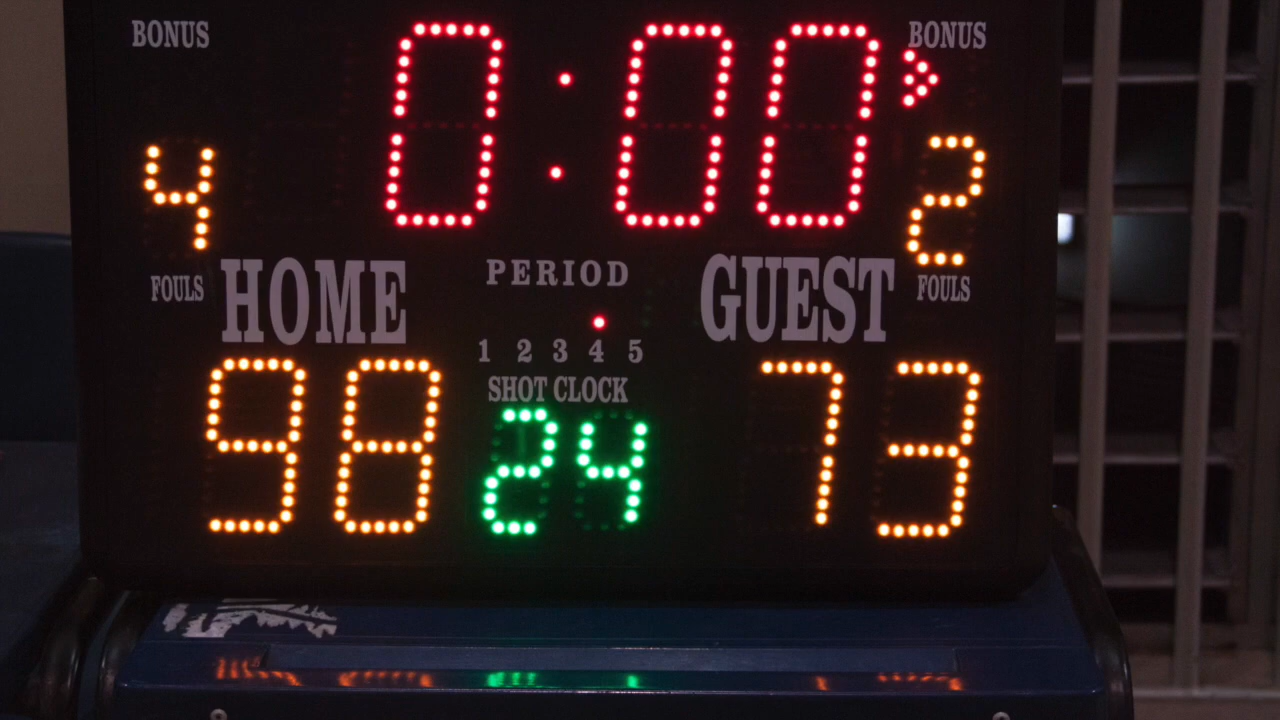 BONUS 0:00 BONUS
4 2
FOULS HOME PERIOD GUEST FOULS
1 2 3 4 5
SHOT CLOCK
98 24 73